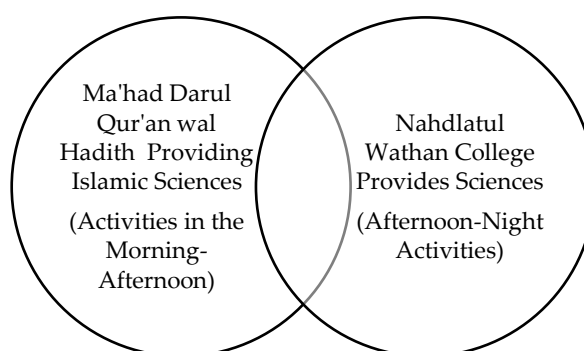 Ma'had Darul
Qur'an wal
Hadith Providing
Islamic Sciences
(Activities in the
Morning-
Afternoon)
Nahdlatul
Wathan College
Provides Sciences
(Afternoon-Night
Activities)